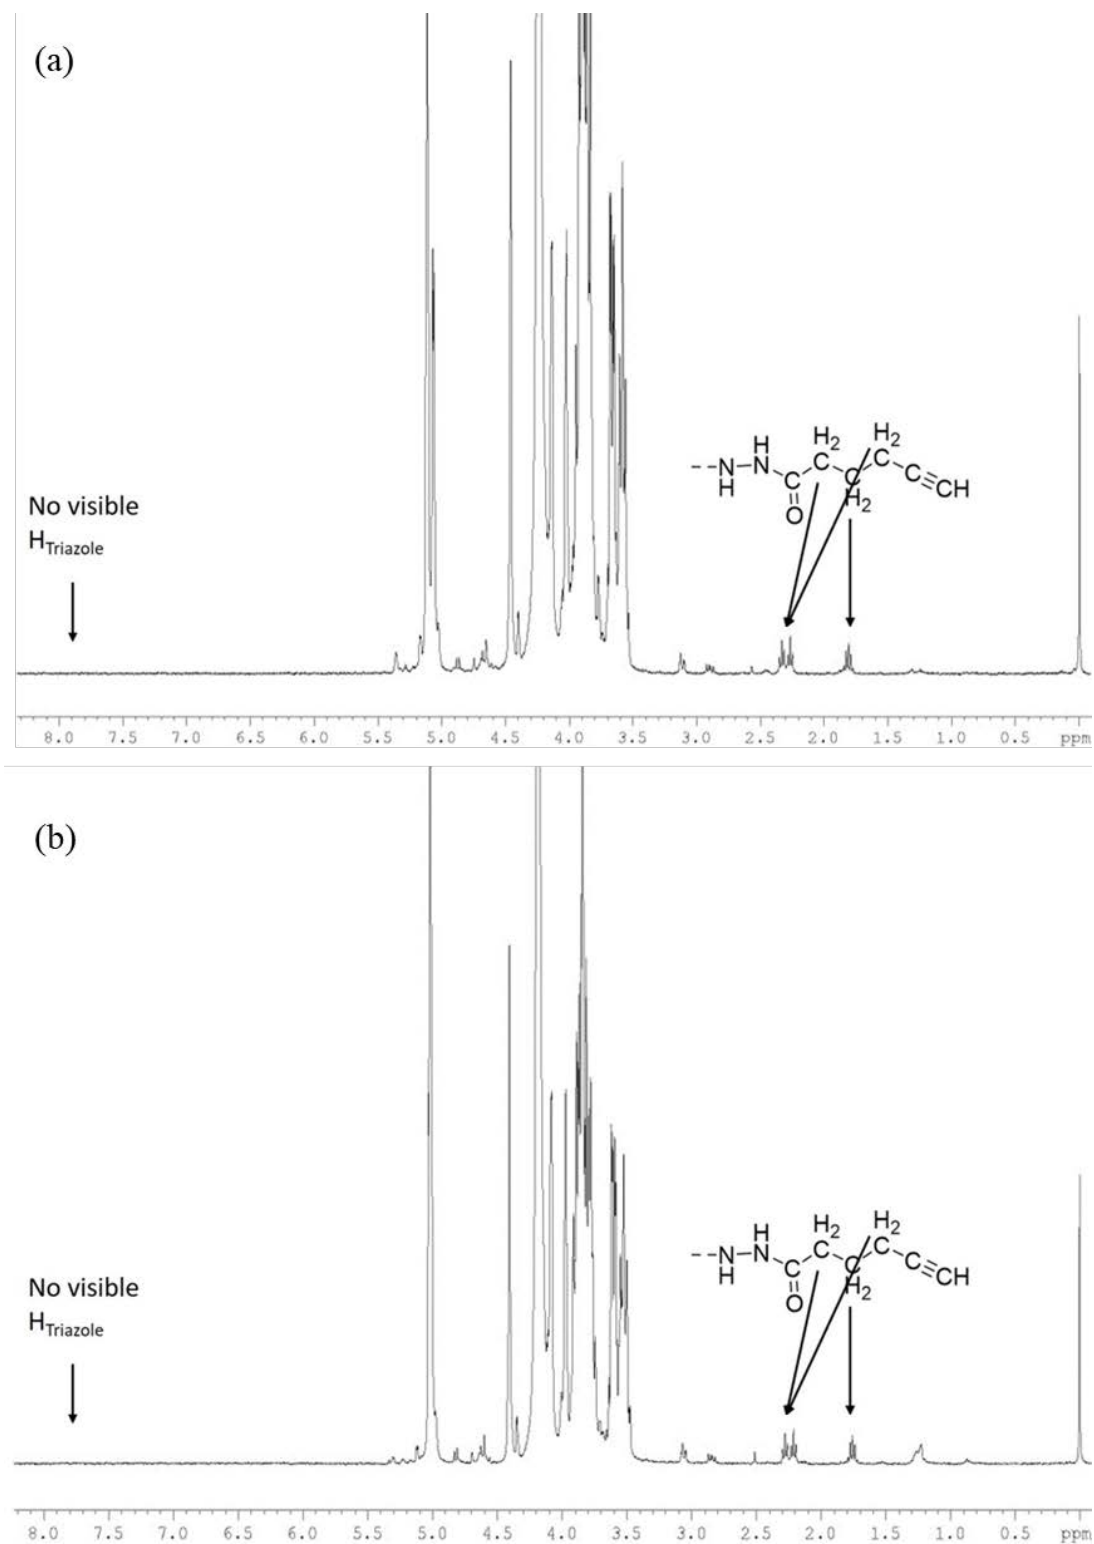 (a)
No visible
HTriazole
H H2 H2
--N-N C C C≡CH
H C C
O H2
8.0 7.5 7.0 6.5 6.0 5.5 5.0 4.5 4.0 3.5 3.0 2.5 2.0 1.5 1.0 0.5 ppm
(b)
No visible
HTriazole
H H2 H2
--N-N C C C≡CH
H C C
O H2
8.0 7.5 7.0 6.5 6.0 5.5 5.0 4.5 4.0 3.5 3.0 2.5 2.0 1.5 1.0 0.5 ppm